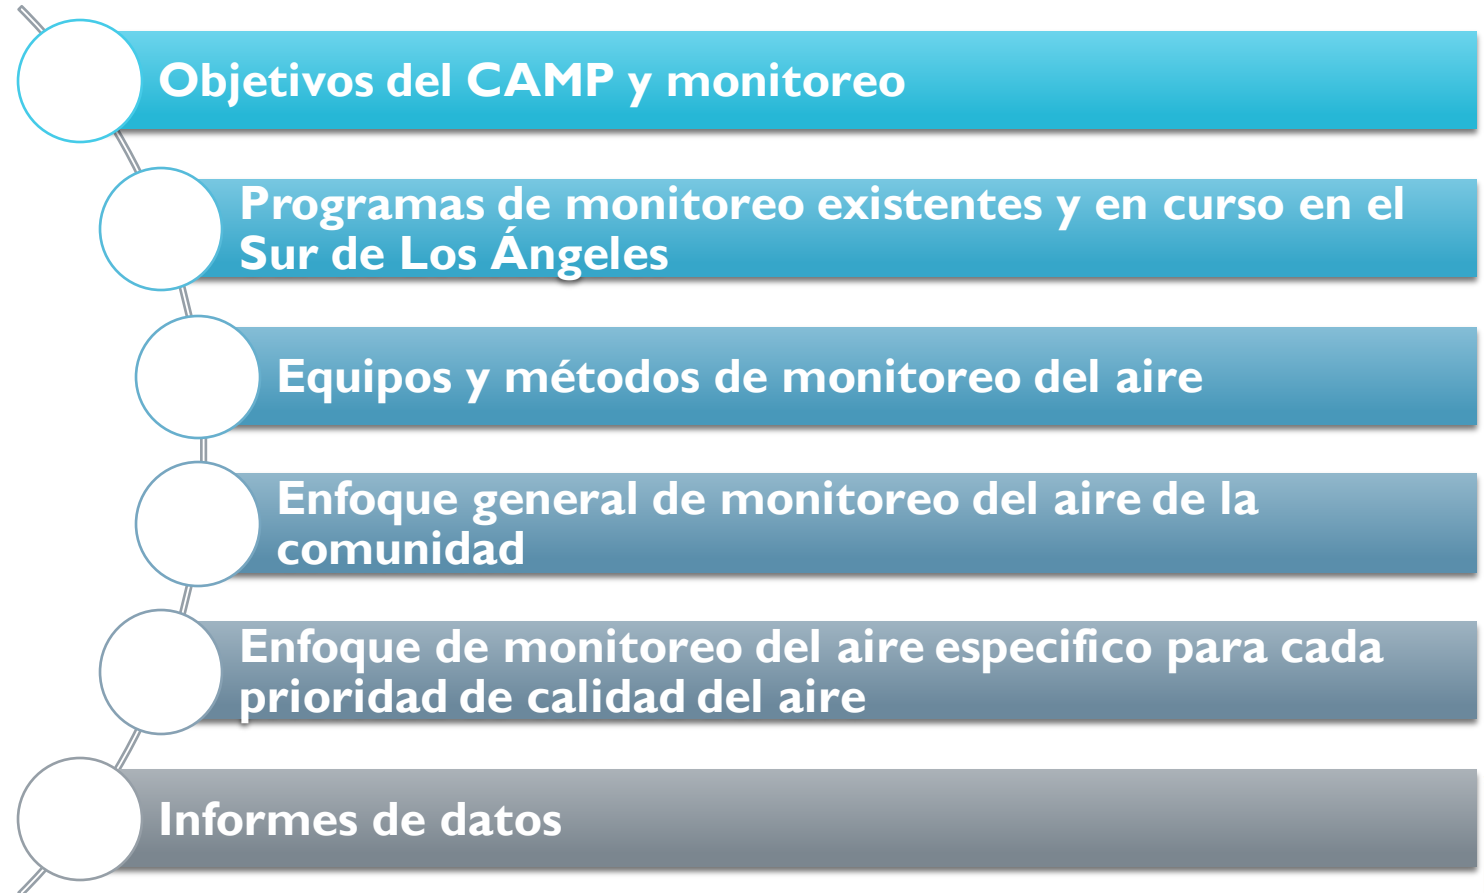 Objetivos del CAMP y monitoreo
Programas de monitoreo existentes y en curso en el
Sur de Los Ángeles
Equipos y métodos de monitoreo del aire
Enfoque general de monitoreo del aire de la
comunidad
Enfoque de monitoreo del aire especifico para cada
prioridad de calidad del aire
Informes de datos